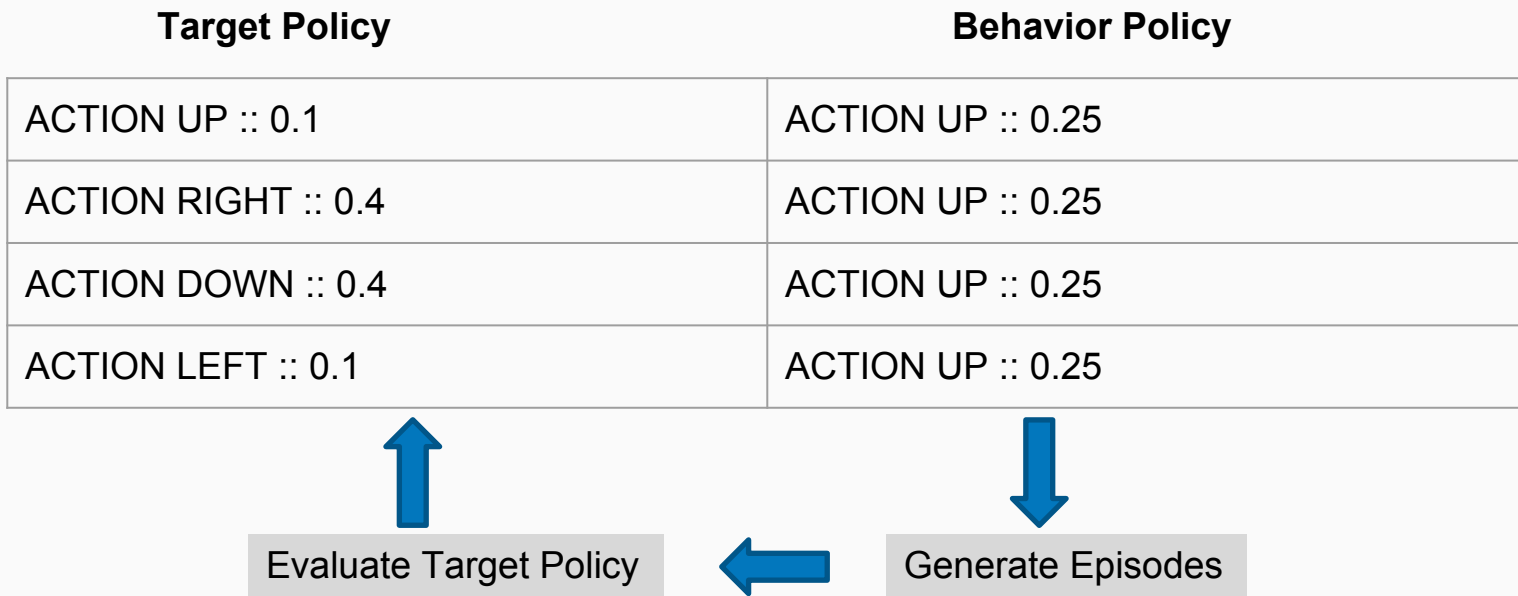 Target Policy
Behavior Policy
ACTION UP :: 0.1
ACTION UP :: 0.25
ACTION RIGHT :: 0.4
ACTION UP :: 0.25
ACTION DOWN :: 0.4
ACTION UP :: 0.25
ACTION LEFT :: 0.1
ACTION UP :: 0.25
Evaluate Target Policy
Generate Episodes